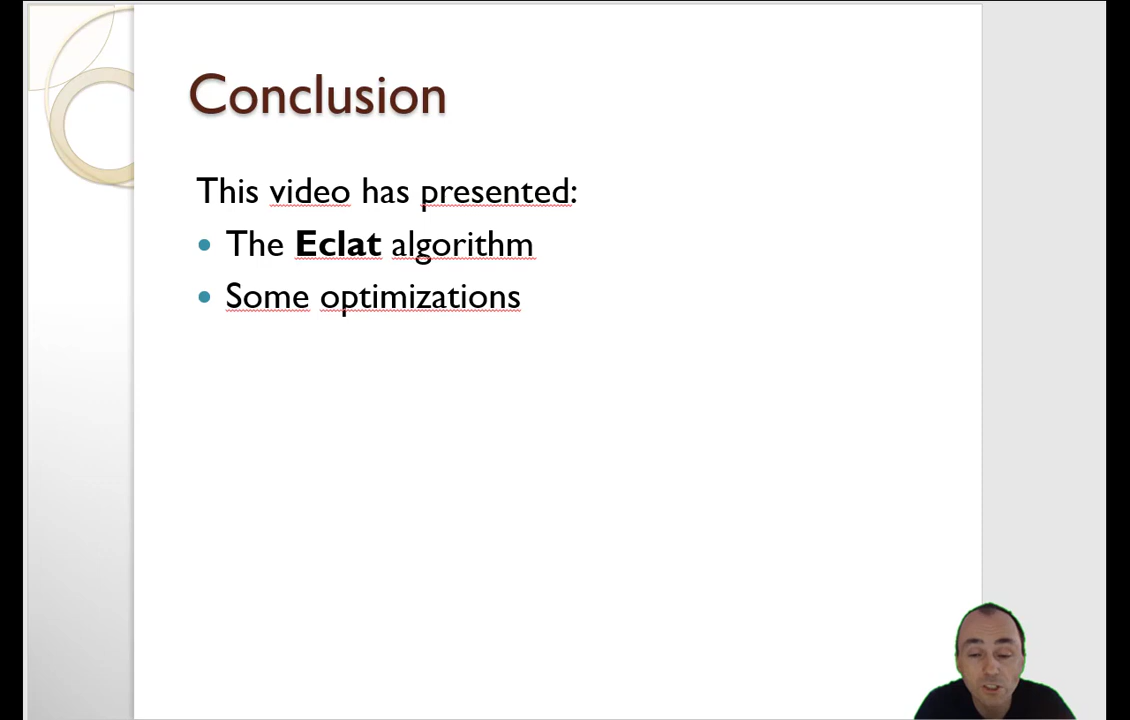 Conclusion
This video has presented:
• The Eclat algorithm
• Some optimizations